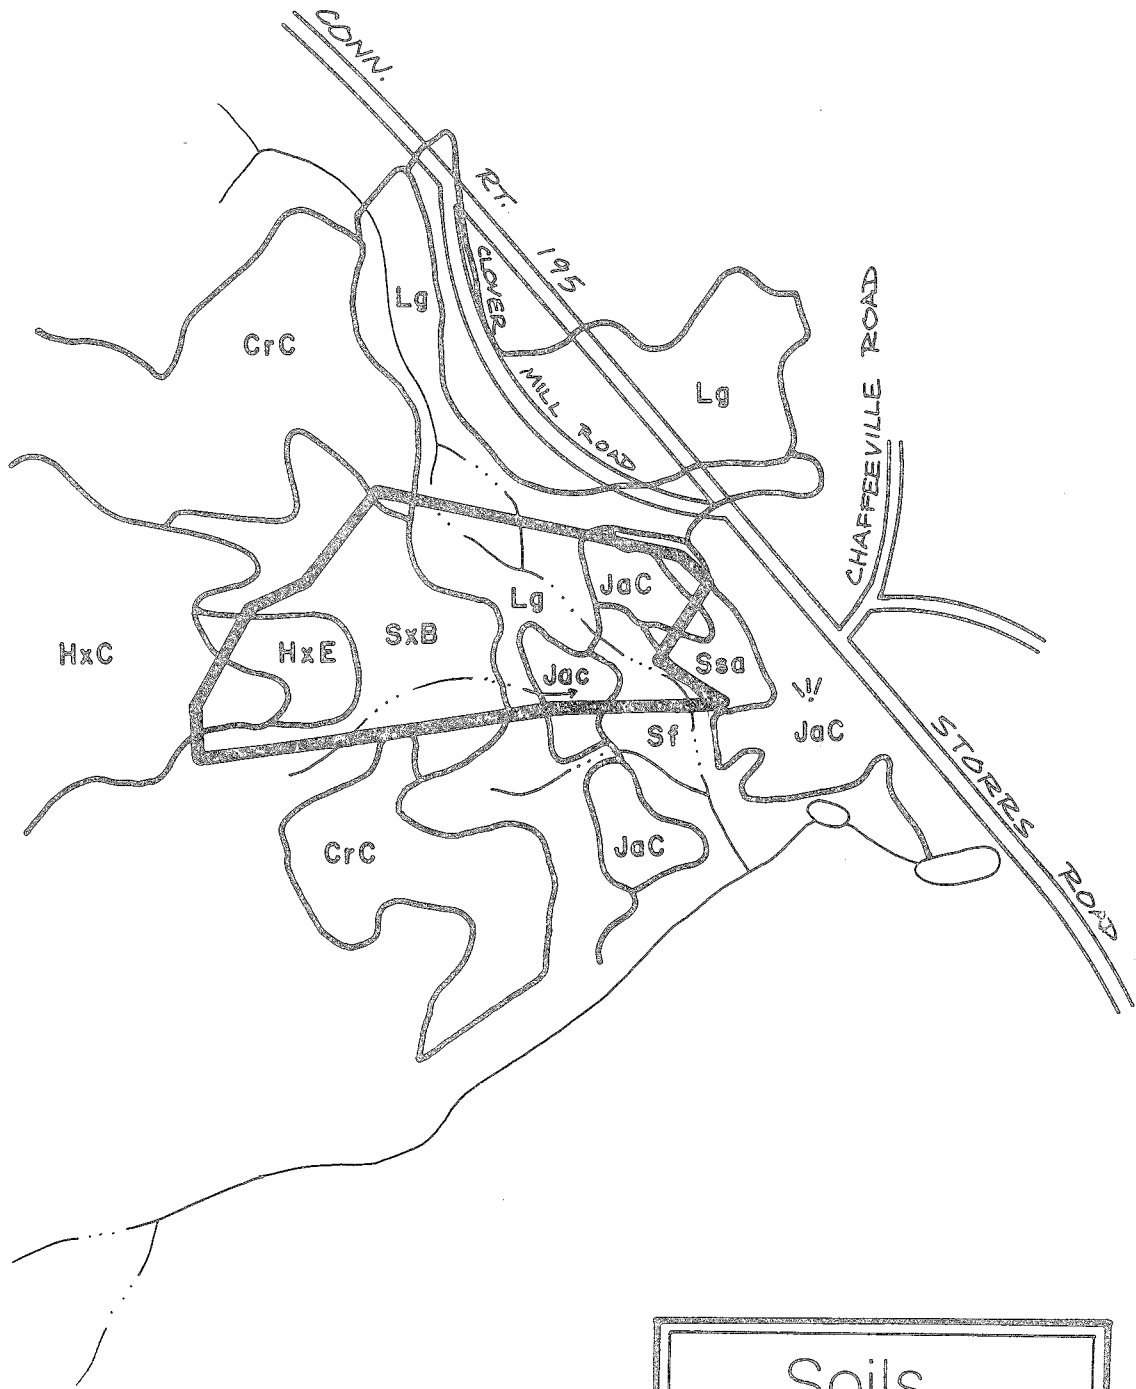 CONN.
RT.
195
CLOVER
MILL ROAD
CHAFFEEVILLE ROAD
Lg
CrC
Lg
JaC
Lg
SxB
HxC
HxE
Jac
Ssa
Sf
JaC
STORRS ROAD
CrC
JaC
Soils